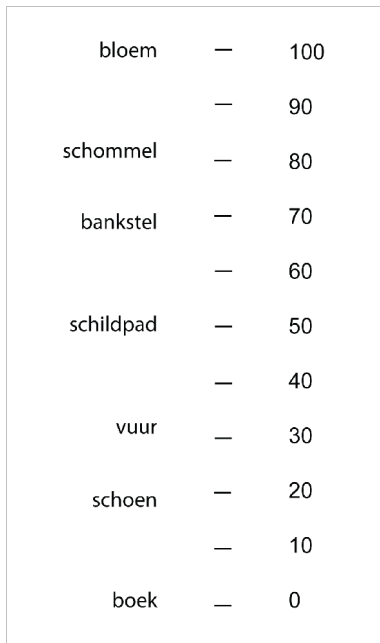 bloem — 100
— 90
schommel — 80
bankstel — 70
— 60
schildpad — 50
— 40
vuur — 30
schoen — 20
— 10
boek — 0